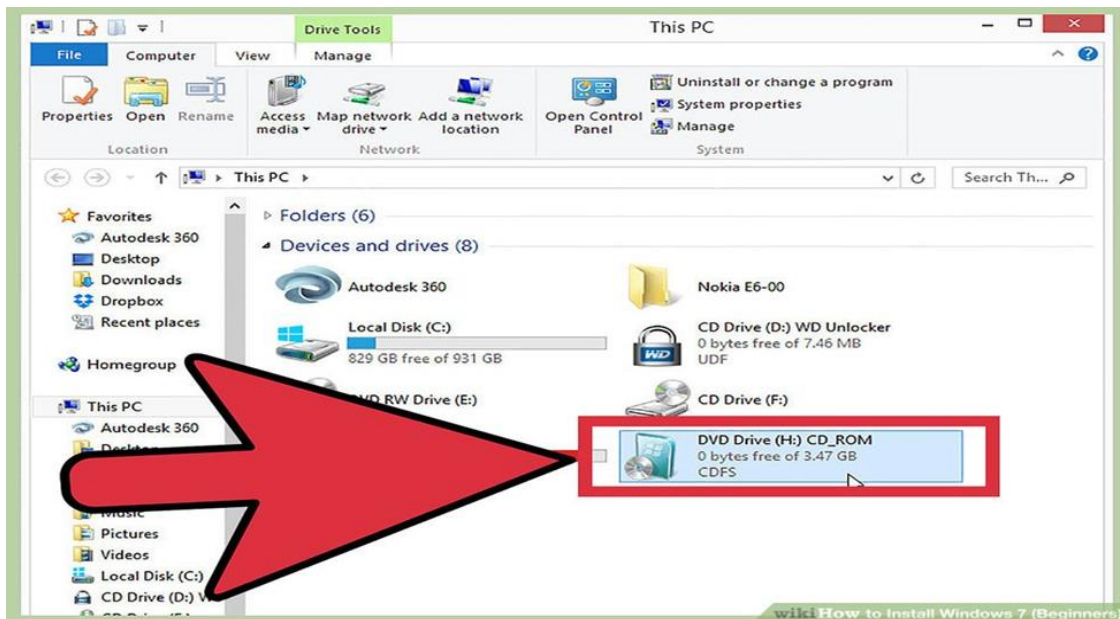 Drive Tools
This PC
File Computer View Manage
Properties Open Rename
Access media Map network drive Add a network location
Open Control Panel
Uninstall or change a program
System properties
Manage
Location Network System
This PC
Search Th...
Favorites
Autodesk 360
Desktop
Downloads
Dropbox
Recent places
Homegroup
This PC
Autodesk 360
Desktop
Music
Pictures
Videos
Local Disk (C:)
CD Drive (D:)
Folders (6)
Devices and drives (8)
Autodesk 360
Nokia E6-00
Local Disk (C:)
829 GB free of 931 GB
CD Drive (D:) WD Unlocker
0 bytes free of 7.46 MB
UDF
WD
DVD RW Drive (E:)
CD Drive (F:)
DVD Drive (H:) CD_ROM
0 bytes free of 3.47 GB
CDFS
wikiHow to Install Windows 7 (Beginners)